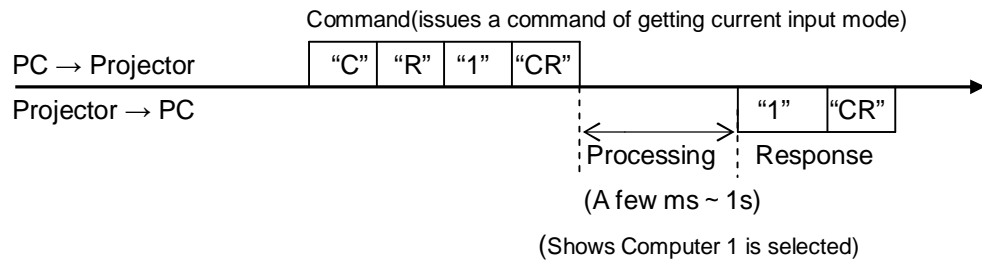 Command(issues a command of getting current input mode)
PC → Projector “C” “R” “1” “CR”
Projector → PC “1” “CR”
Processing Response
(A few ms ~ 1s)
(Shows Computer 1 is selected)